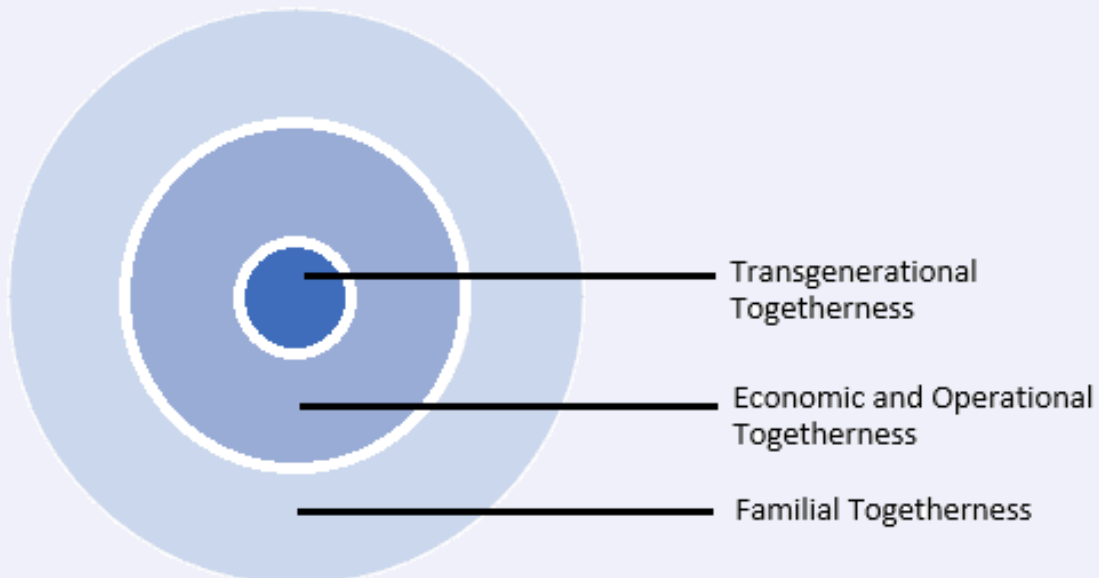 Transgenerational
Togetherness
Economic and Operational
Togetherness
Familial Togetherness